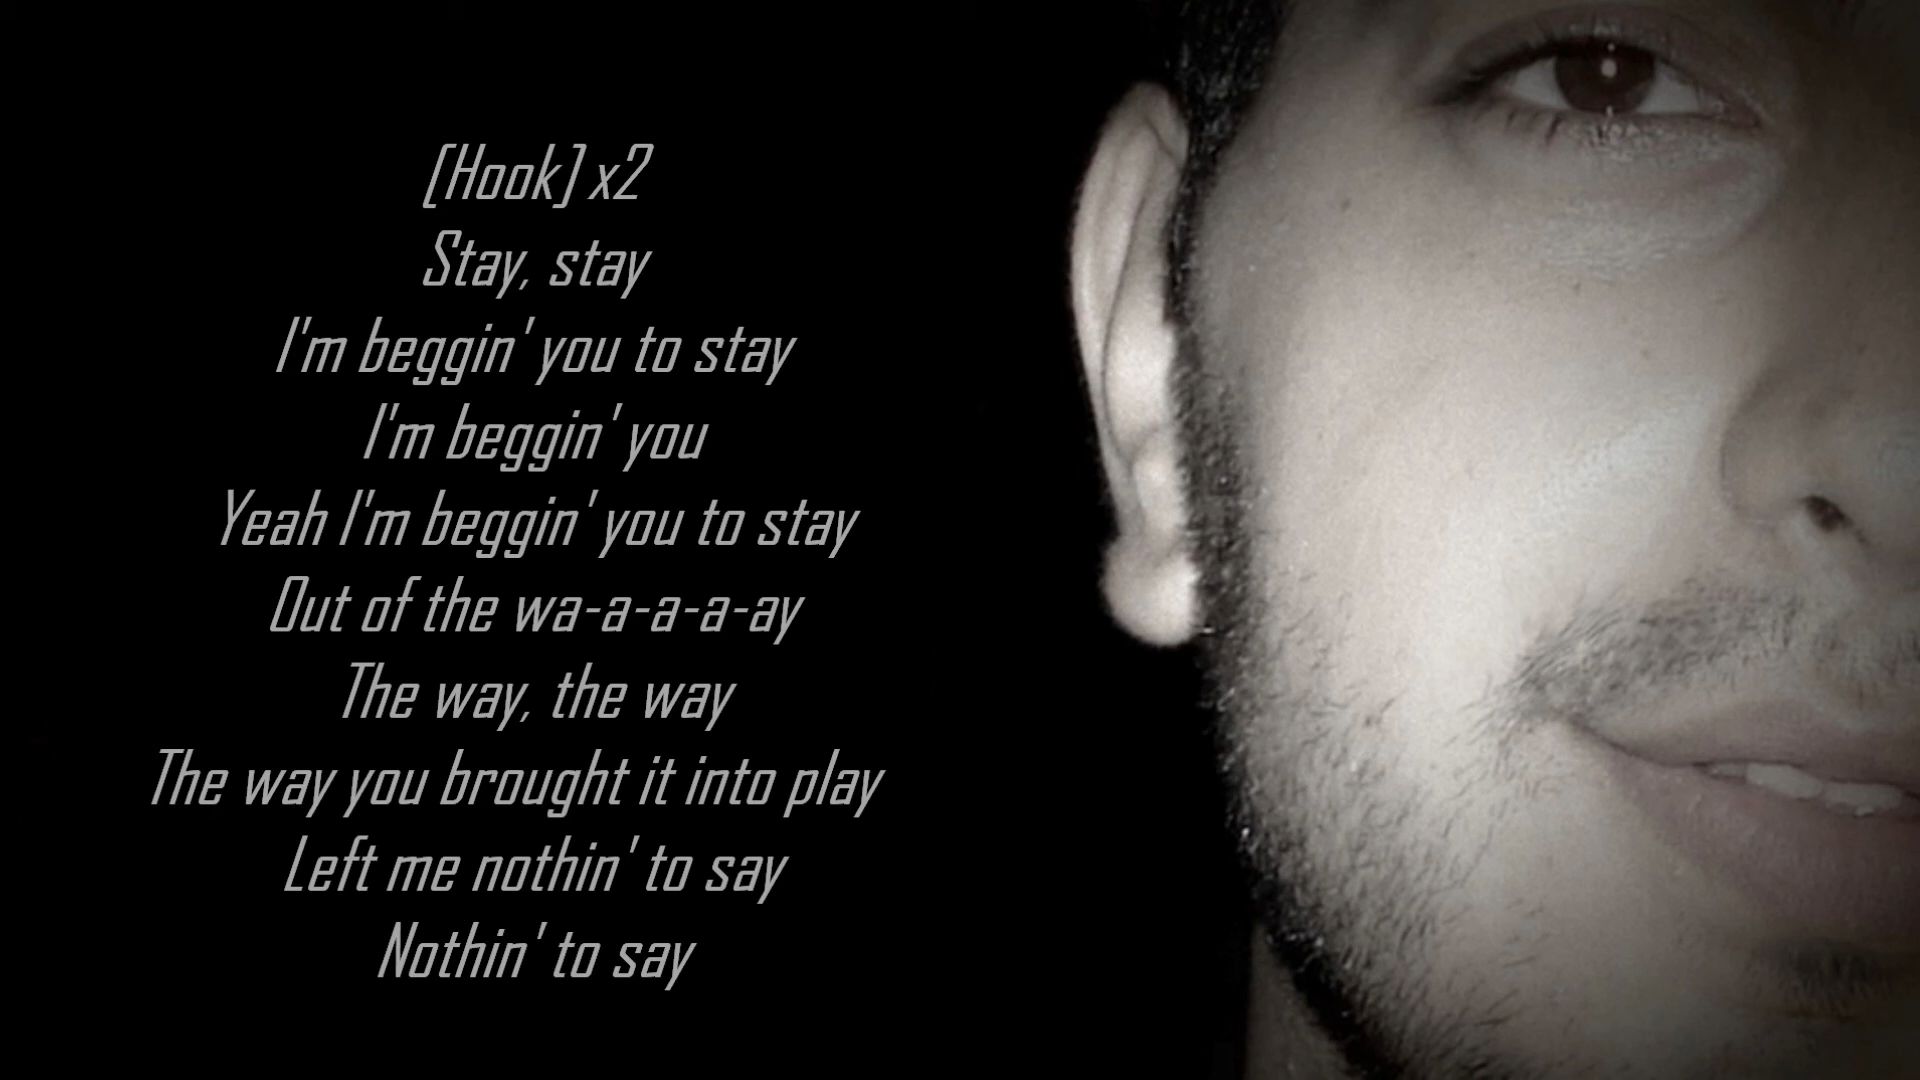 [Hook] x2
Stay, stay
I'm beggin' you to stay
I'm beggin' you
Yeah I'm beggin' you to stay
Out of the wa-a-a-a-ay
The way, the way
The way you brought it into play
Left me nothin' to say
Nothin' to say